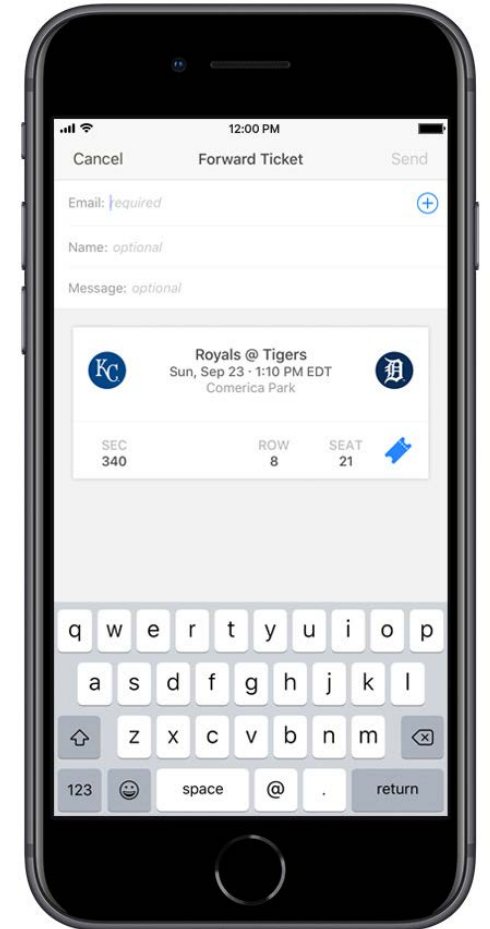 12:00 PM
Cancel Forward Ticket Send
Email: required
Name: optional
Message: optional
KC
Royals @ Tigers
D
Sun, Sep 23 · 1:10 PM EDT
Comerica Park
SEC ROW SEAT
340 8 21
q w e r t y u i o p
a s d f g h j k l
z x c v b n m
123 space @ . return